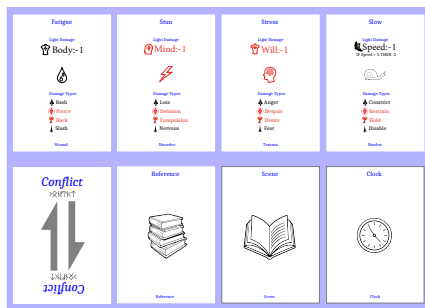 Fatigue
Light Damage
Body:-1
Damage Types
Bash
Pierce
Hack
Slash
Wound
Stun
Light Damage
Mind:-1
Damage Types
Loss
Delusion
Compulsion
Nervous
Disorder
Stress
Light Damage
Will:-1
Damage Types
Anger
Despair
Desire
Fear
Trauma
Slow
Light Damage
Speed:-1
Damage Types
Constrict
Restrain
Hold
Disable
Burden
Conflict
Conflict
Reference
Reference
Scene
Scene
Clock
Clock